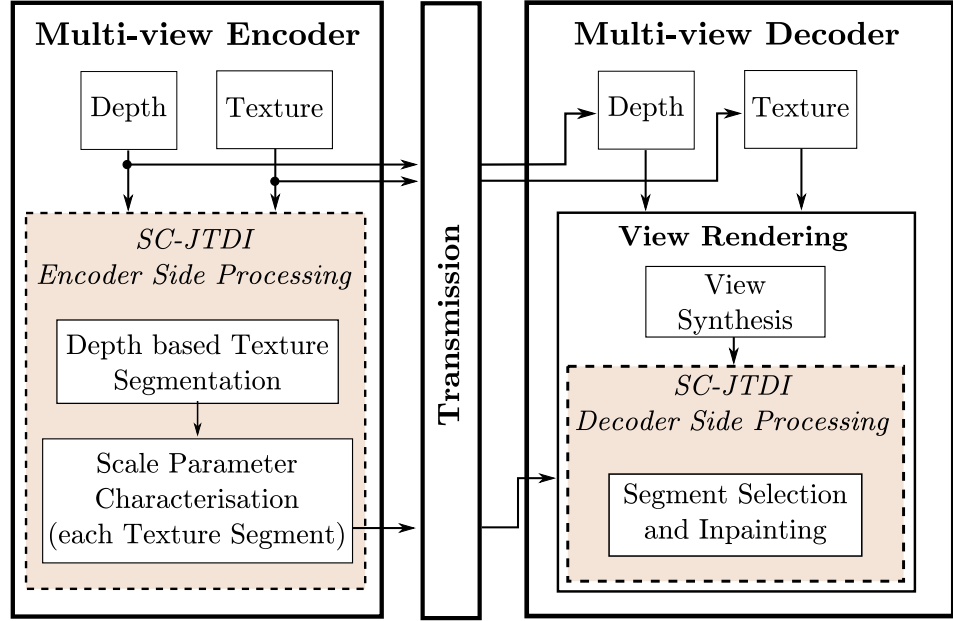 Multi-view Encoder
Depth
Texture
SC-JTDI
Encoder Side Processing
Depth based Texture
Segmentation
Scale Parameter
Characterisation
(each Texture Segment)
Transmission
Multi-view Decoder
Depth
Texture
View Rendering
View
Synthesis
SC-JTDI
Decoder Side Processing
Segment Selection
and Inpainting